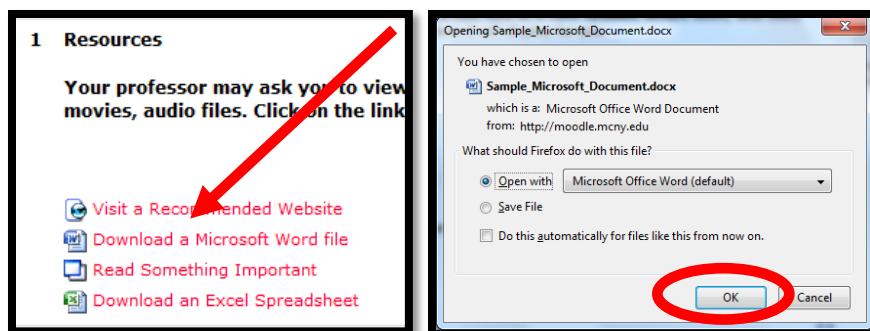 1 Resources
Your professor may ask you to view
movies, audio files. Click on the link
Visit a Recommended Website
Download a Microsoft Word file
Read Something Important
Download an Excel Spreadsheet
Opening Sample_Microsoft_Document.docx
You have chosen to open
Sample_Microsoft_Document.docx
which is a: Microsoft Office Word Document
from: http://moodle.mcny.edu
What should Firefox do with this file?
Open with Microsoft Office Word (default)
Save File
Do this automatically for files like this from now on.
OK Cancel